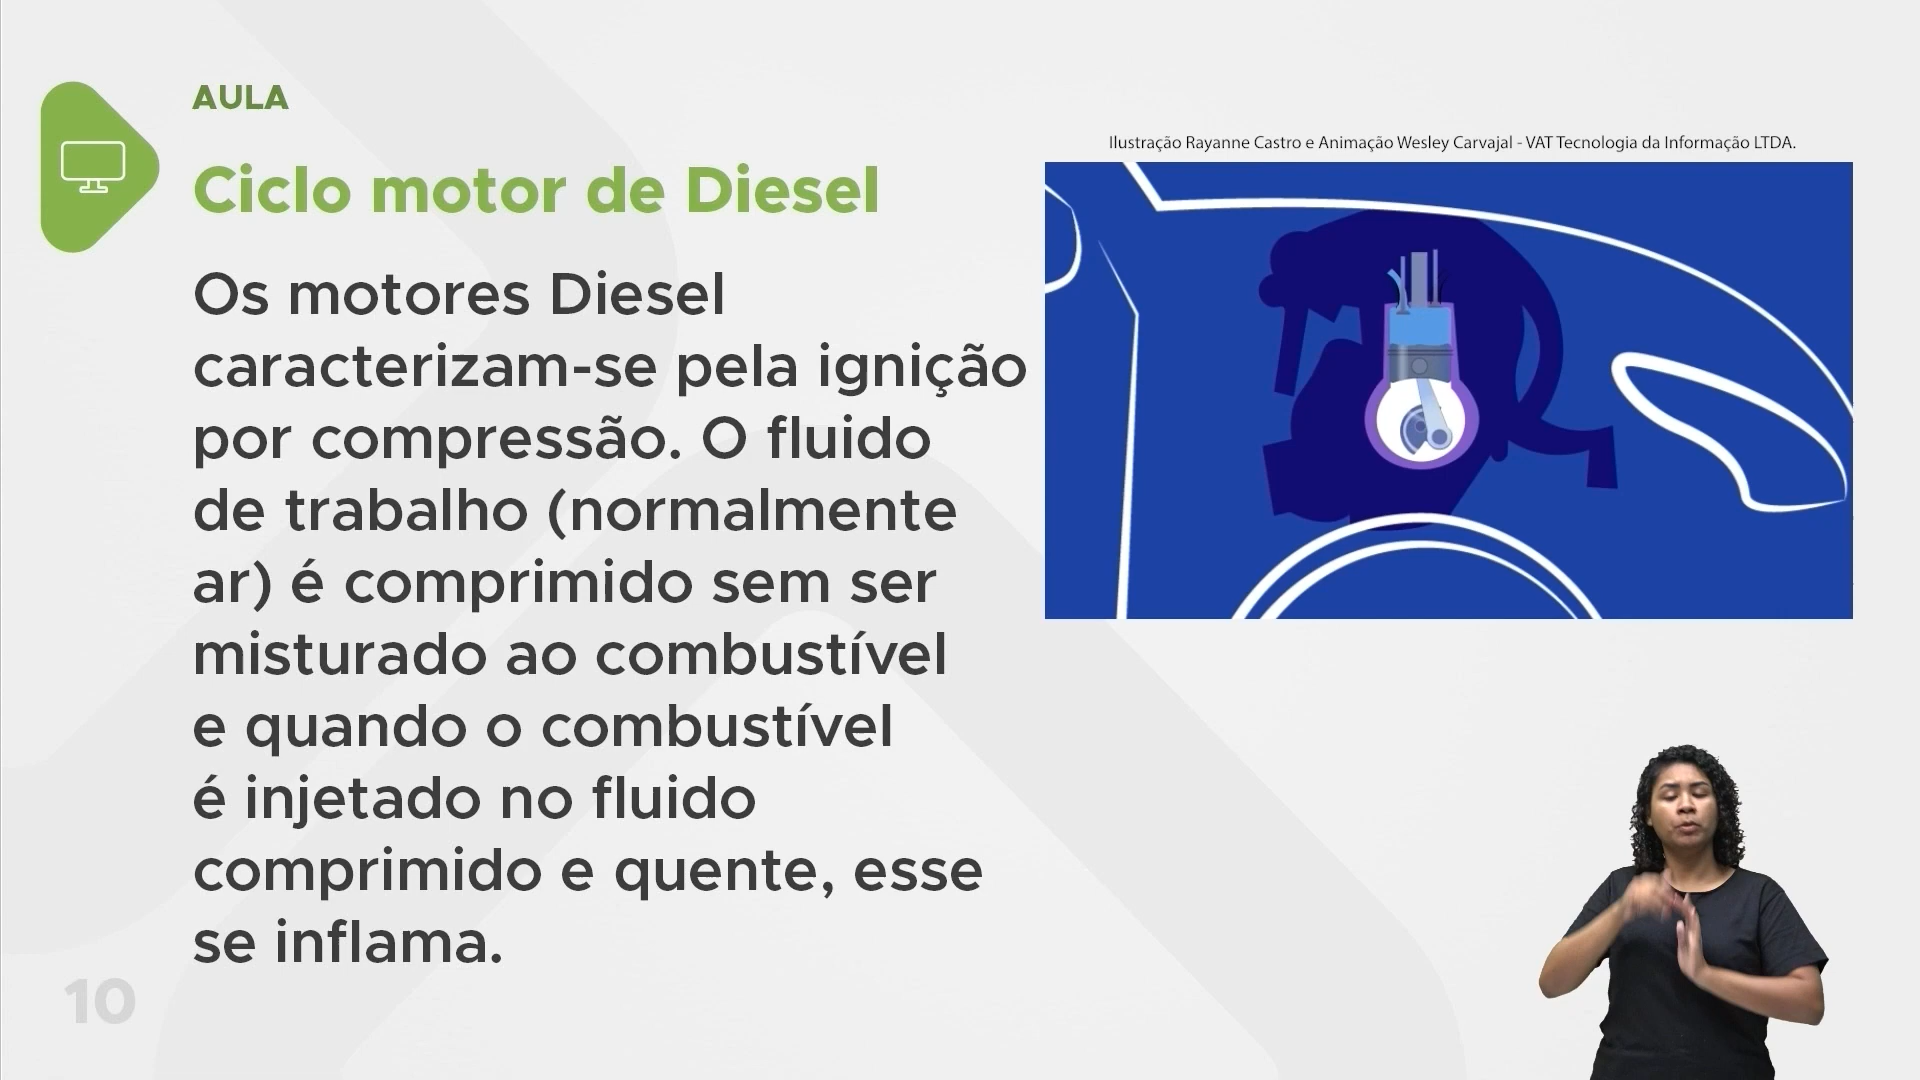 AULA
Ciclo motor de Diesel
Os motores Diesel
caracterizam-se pela ignição
por compressão. O fluido
de trabalho (normalmente
ar) é comprimido sem ser
misturado ao combustível
e quando o combustível
é injetado no fluido
comprimido e quente, esse
se inflama.
10
Ilustração Rayanne Castro e Animação Wesley Carvajal - VAT Tecnologia da Informação LTDA.